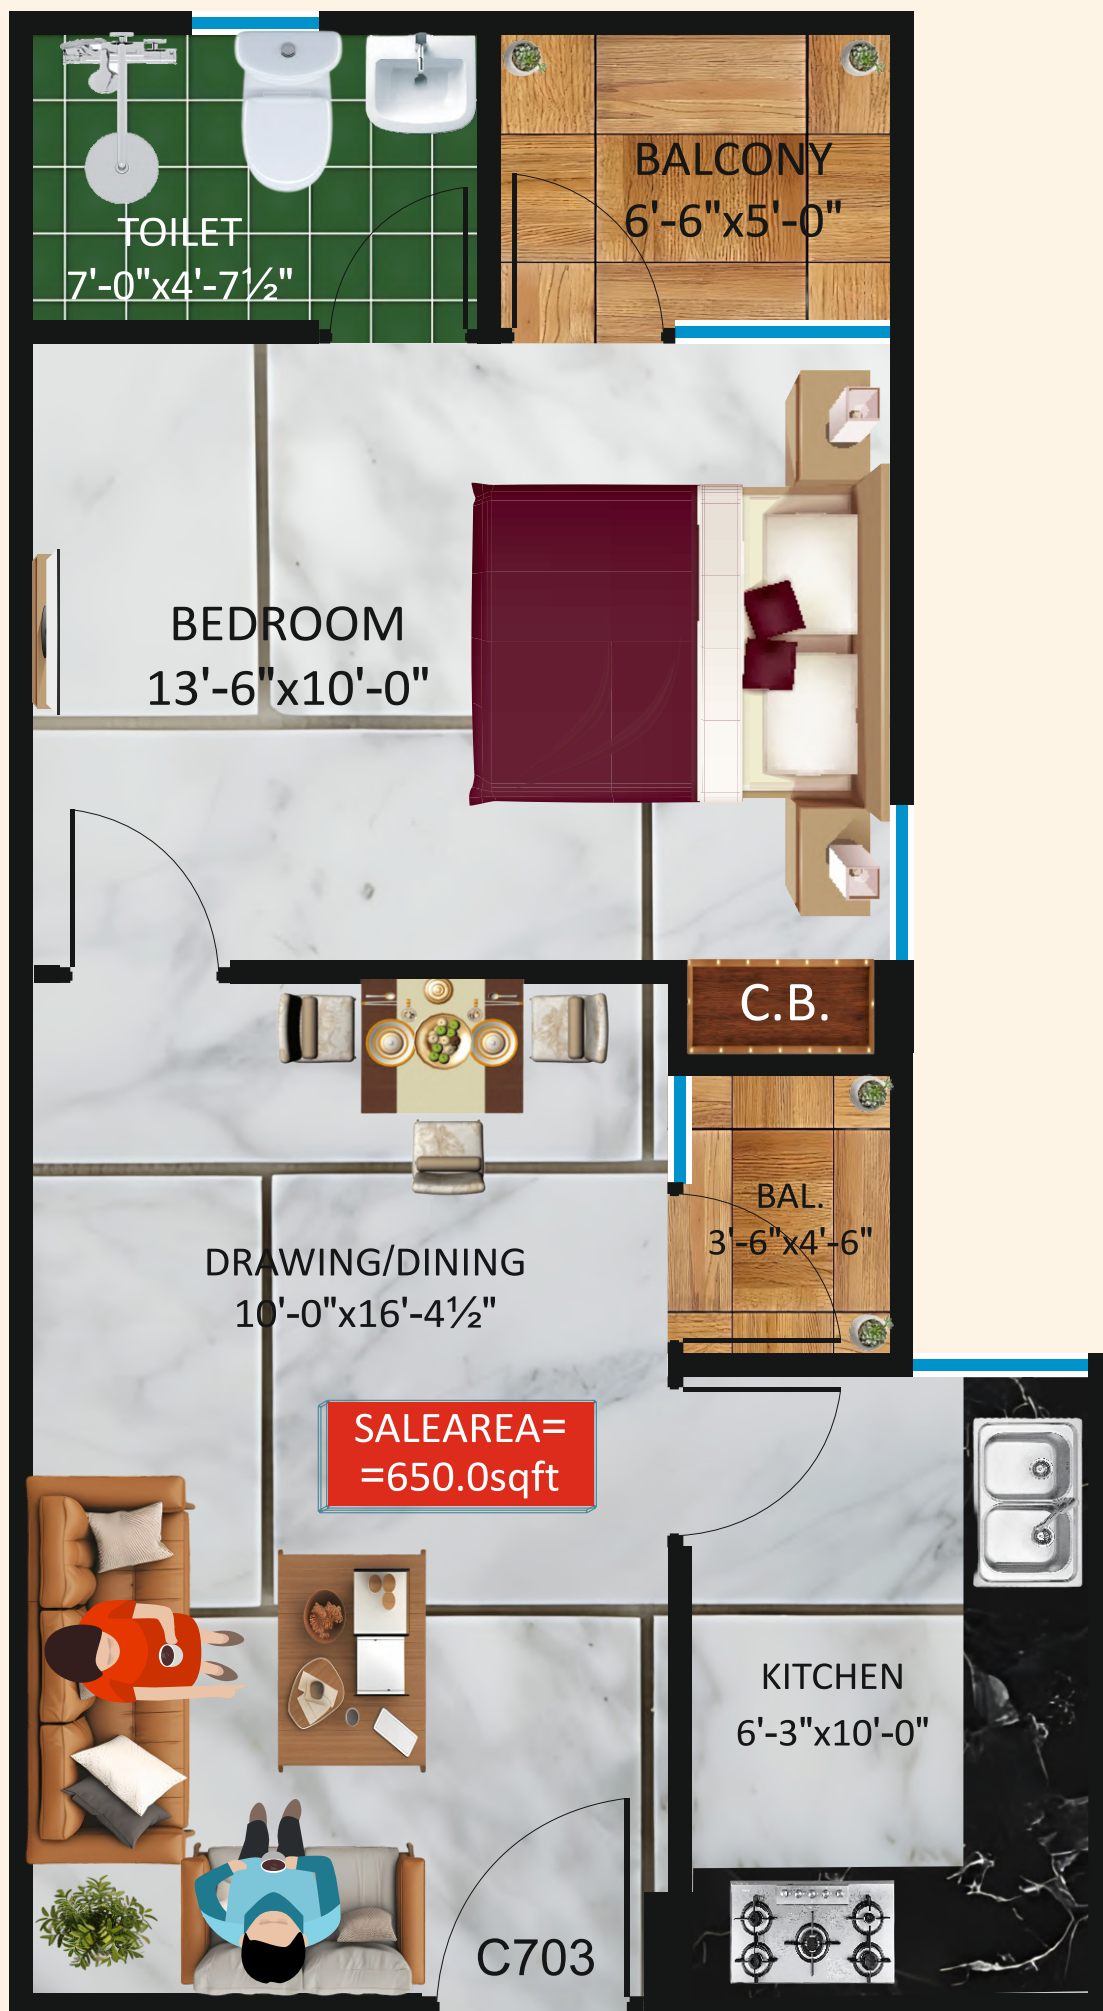 TOILET
7'-0"x4'-7½"
BALCONY
6'-6"x5'-0"
BEDROOM
13'-6"x10'-0"
C.B.
BAL.
3'-6"x4'-6"
DRAWING/DINING
10'-0"x16'-4½"
SALEAREA=
=650.0sqft
KITCHEN
6'-3"x10'-0"
C703